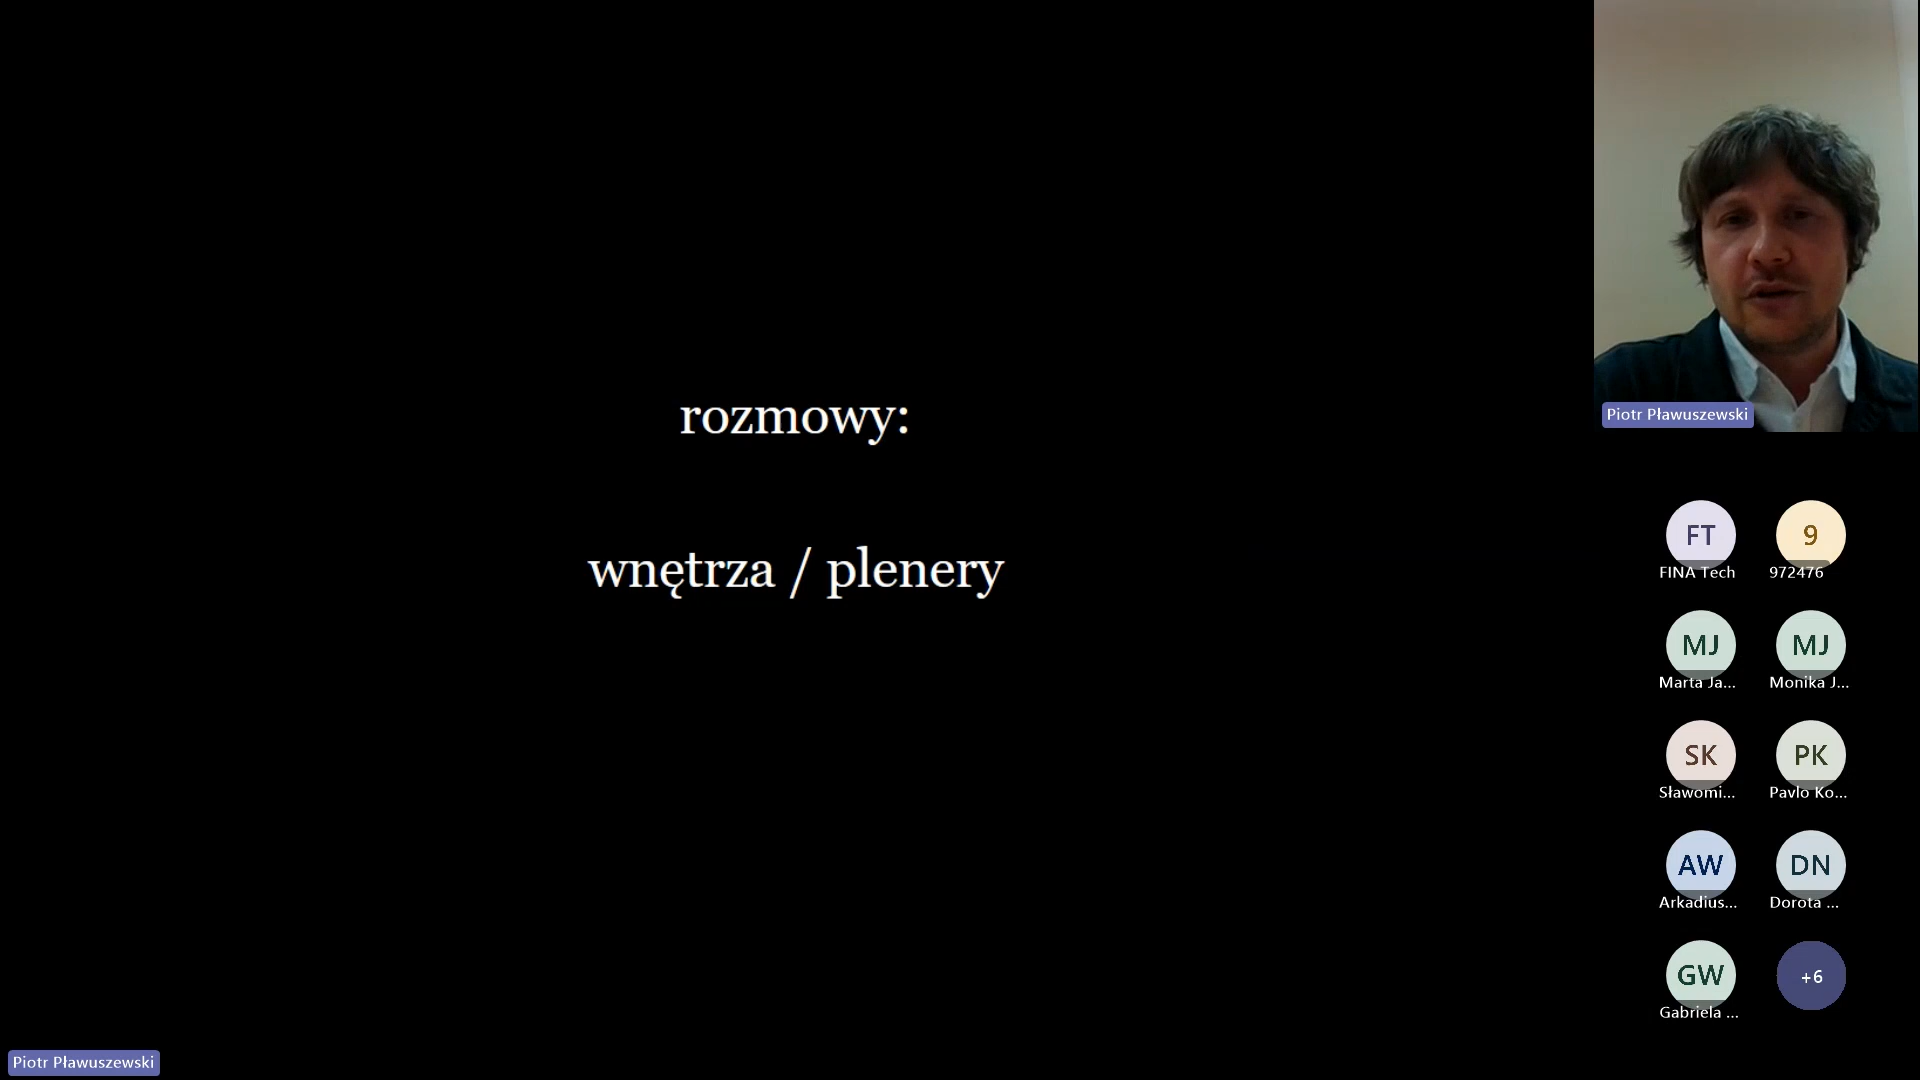 rozmowy:
wnętrza / plenery
Piotr Pławuszewski
FT
FINA Tech
9
972476
MJ
Marta Ja...
MJ
Monika J...
SK
Sławomi...
PK
Pavlo Ko...
AW
Arkadius...
DN
Dorota ...
GW
Gabriela ...
+6
Piotr Pławuszewski